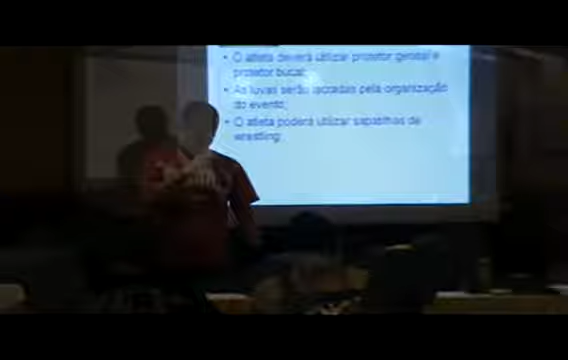 • O atleta deverá utilizar protetor genital e
protetor bucal;
• As luvas serão lacradas pela organização
do evento;
• O atleta poderá utilizar sapatilhas de
wrestling;